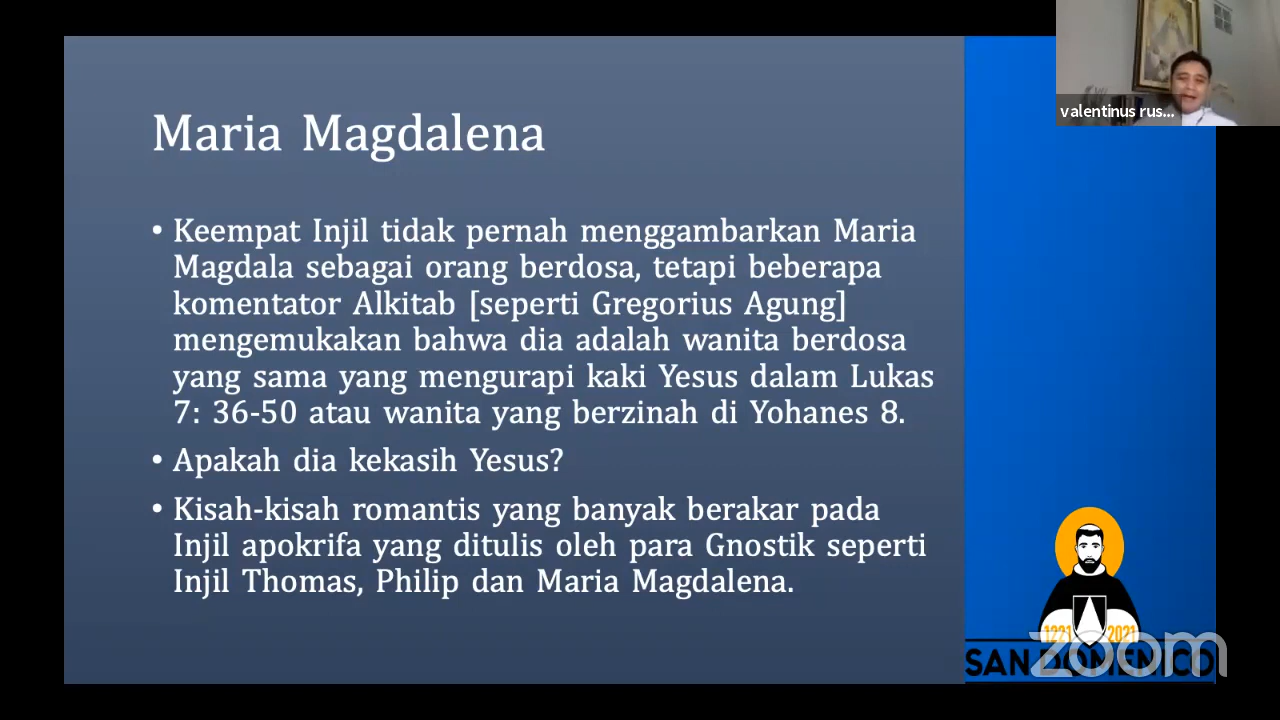 valentinus rus...
Maria Magdalena
• Keempat Injil tidak pernah menggambarkan Maria
Magdala sebagai orang berdosa, tetapi beberapa
komentator Alkitab [seperti Gregorius Agung]
mengemukakan bahwa dia adalah wanita berdosa
yang sama yang mengurapi kaki Yesus dalam Lukas
7: 36-50 atau wanita yang berzinah di Yohanes 8.
• Apakah dia kekasih Yesus?
• Kisah-kisah romantis yang banyak berakar pada
Injil apokrifa yang ditulis oleh para Gnostik seperti
Injil Thomas, Philip dan Maria Magdalena.
1221 2021
SAN DOMENICO
zoom